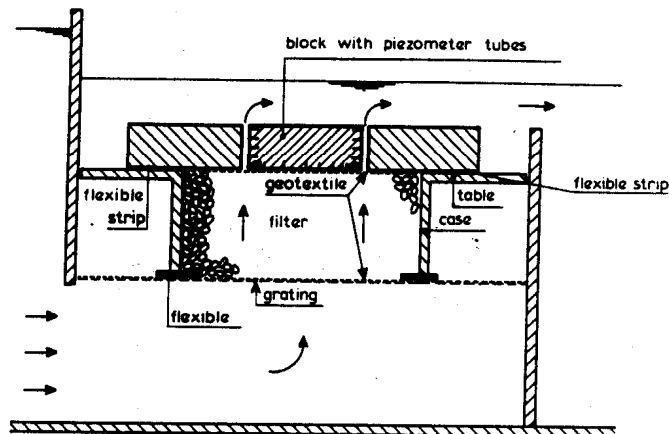 block with piezometer tubes
geotextile
flexible
strip
flexible strip
table
filter
case
grating
flexible